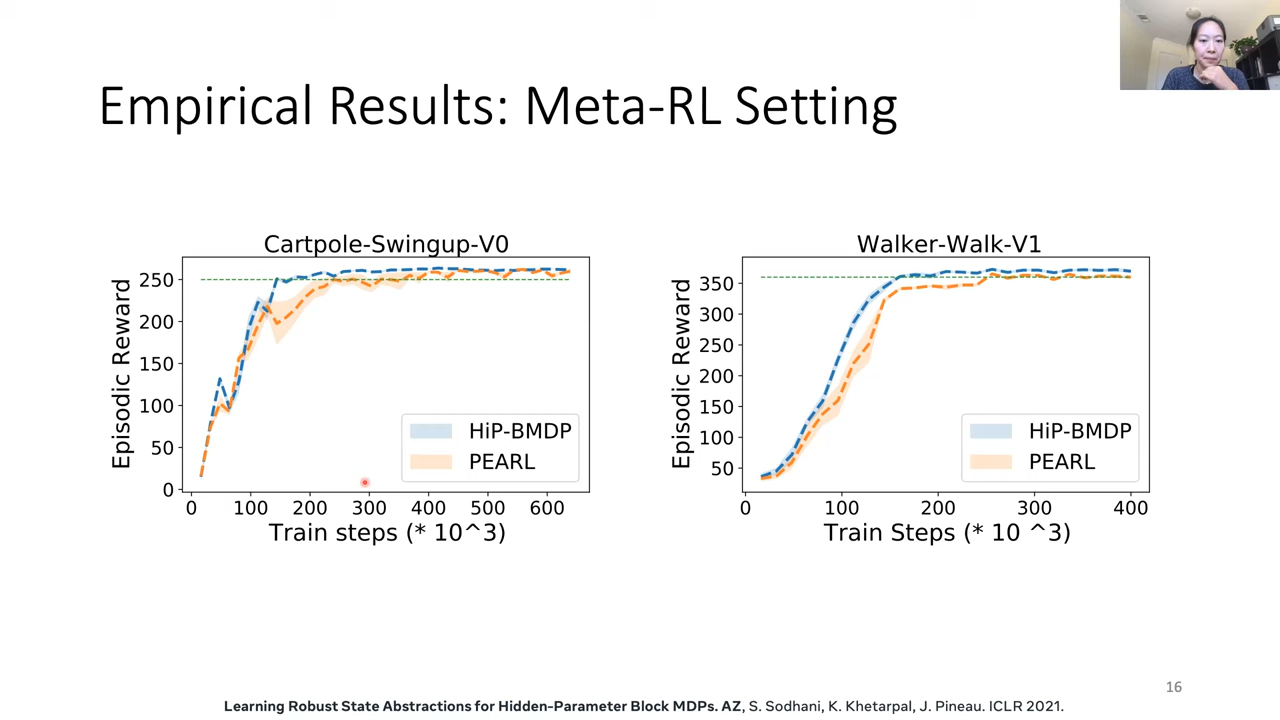 Empirical Results: Meta-RL Setting
Cartpole-Swingup-V0
Episodic Reward
250
200
150
100
50
0
HiP-BMDP
PEARL
0 100 200 300 400 500 600
Train steps (* 10^3)
Walker-Walk-V1
Episodic Reward
350
300
250
200
150
100
50
HiP-BMDP
PEARL
0 100 200 300 400
Train Steps (* 10 ^3)
16
Learning Robust State Abstractions for Hidden-Parameter Block MDPs. AZ, S. Sodhani, K. Khetarpal, J. Pineau. ICLR 2021.